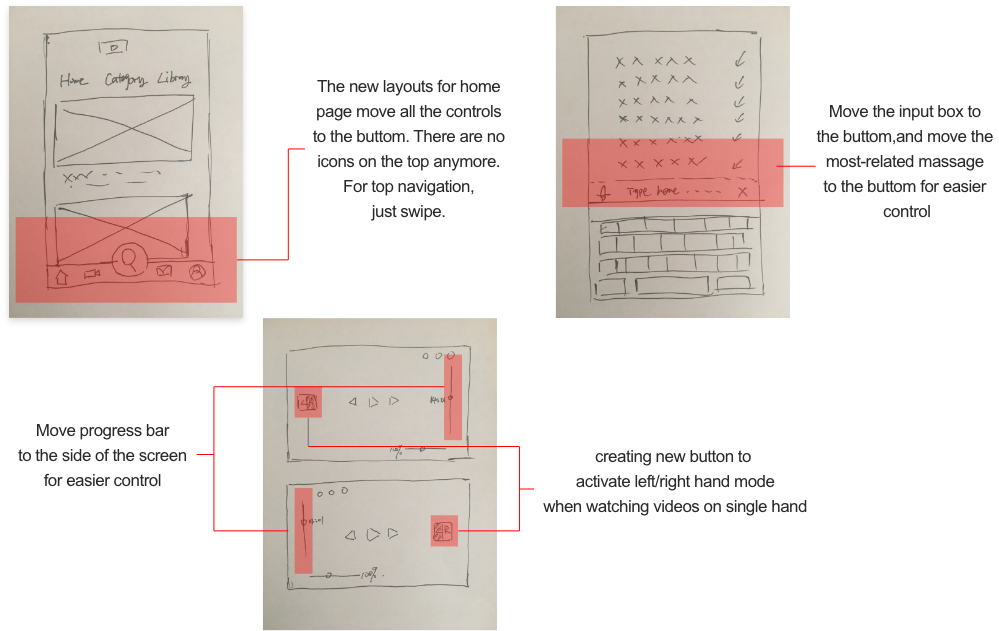 Home Category Library
The new layouts for home
page move all the controls
to the buttom. There are no
icons on the top anymore.
For top navigation,
just swipe.
Type here
Move the input box to
the buttom,and move the
most-related massage
to the buttom for easier
control
Move progress bar
to the side of the screen
for easier control
100%
100%
creating new button to
activate left/right hand mode
when watching videos on single hand